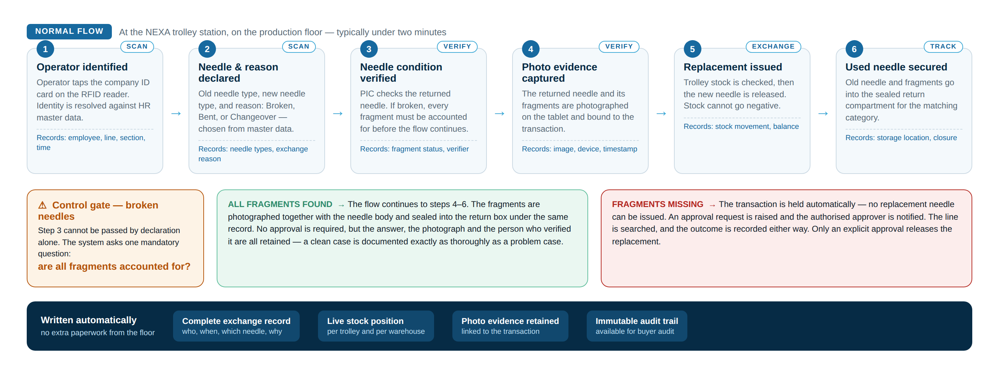 NORMAL FLOW At the NEXA trolley station, on the production floor — typically under two minutes
1 SCAN
Operator identified
Operator taps the company ID
card on the RFID reader.
Identity is resolved against HR
master data.
Records: employee, line, section,
time
→
2 SCAN
Needle & reason
declared
Old needle type, new needle
type, and reason: Broken,
Bent, or Changeover —
chosen from master data.
Records: needle types, exchange
reason
→
3 VERIFY
Needle condition
verified
PIC checks the returned
needle. If broken, every
fragment must be accounted
for before the flow continues.
Records: fragment status, verifier
→
4 VERIFY
Photo evidence
captured
The returned needle and its
fragments are photographed
on the tablet and bound to the
transaction.
Records: image, device, timestamp
→
5 EXCHANGE
Replacement issued
Trolley stock is checked, then
the new needle is released.
Stock cannot go negative.
Records: stock movement, balance
→
6 TRACK
Used needle secured
Old needle and fragments go
into the sealed return
compartment for the matching
category.
Records: storage location, closure
⚠ Control gate — broken
needles
Step 3 cannot be passed by declaration
alone. The system asks one mandatory
question:
are all fragments accounted for?
ALL FRAGMENTS FOUND → The flow continues to steps 4–6. The fragments are
photographed together with the needle body and sealed into the return box under the same
record. No approval is required, but the answer, the photograph and the person who verified
it are all retained — a clean case is documented exactly as thoroughly as a problem case.
FRAGMENTS MISSING → The transaction is held automatically — no replacement needle
can be issued. An approval request is raised and the authorised approver is notified. The line
is searched, and the outcome is recorded either way. Only an explicit approval releases the
replacement.
Written automatically
no extra paperwork from the floor
Complete exchange record
who, when, which needle, why
Live stock position
per trolley and per warehouse
Photo evidence retained
linked to the transaction
Immutable audit trail
available for buyer audit